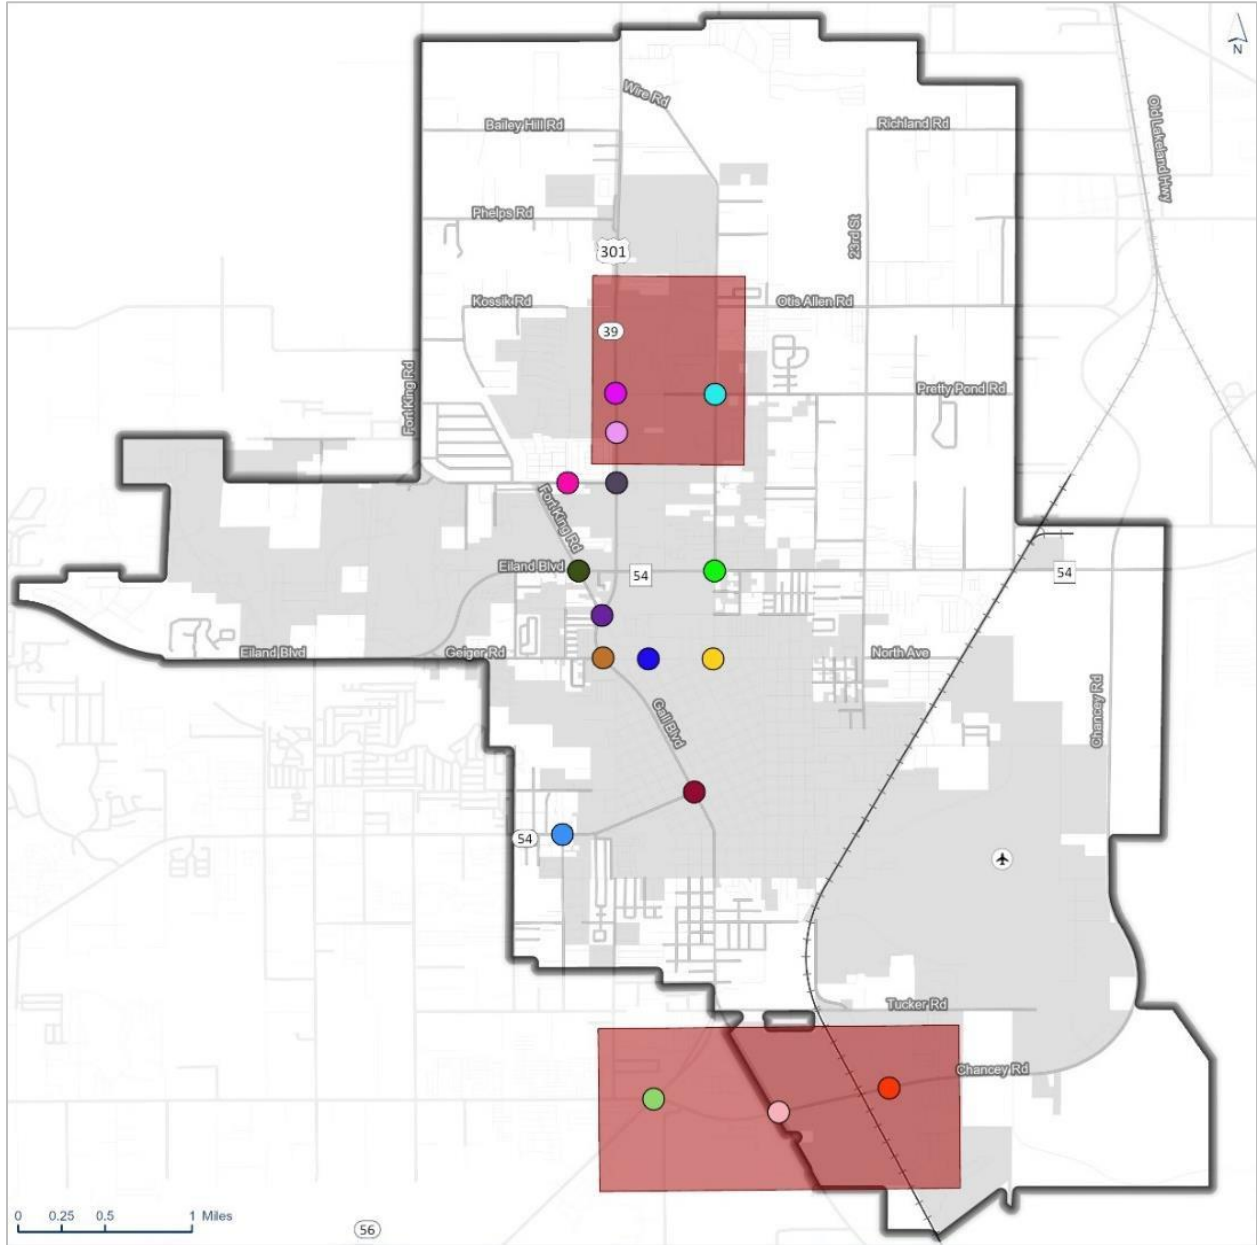 N
Wire Rd
Old Lakeland Hwy
Bailey Hill Rd
Richland Rd
Phelps Rd
23rd St
301
Kossik Rd
Otis Allen Rd
39
Fort King Rd
Pretty Pond Rd
Fort King Rd
Eiland Blvd
54
54
Eiland Blvd
Geiger Rd
North Ave
Chancey Rd
Gall Blvd
54
Tucker Rd
Chancey Rd
0 0.25 0.5 1 Miles
56